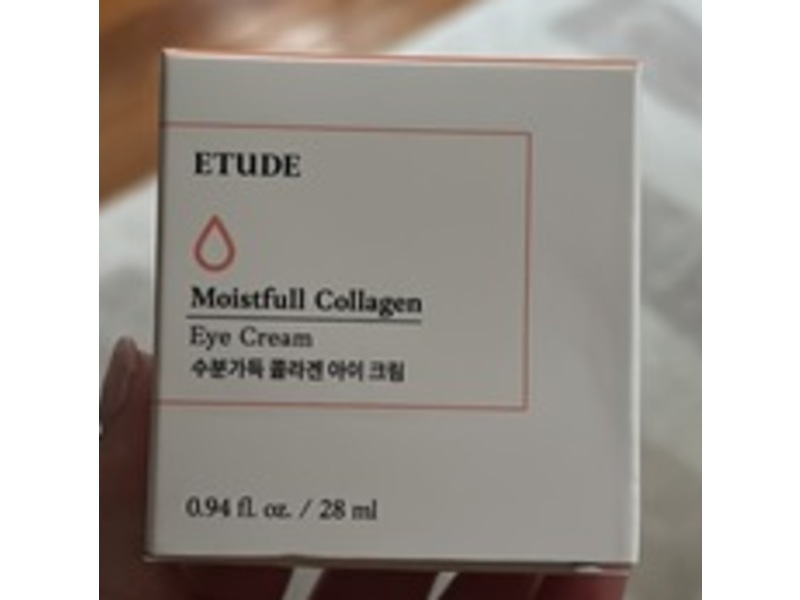 ETUDE
Moistfull Collagen
Eye Cream
수분가득 콜라겐 아이 크림
0.94 fl. oz. / 28 ml